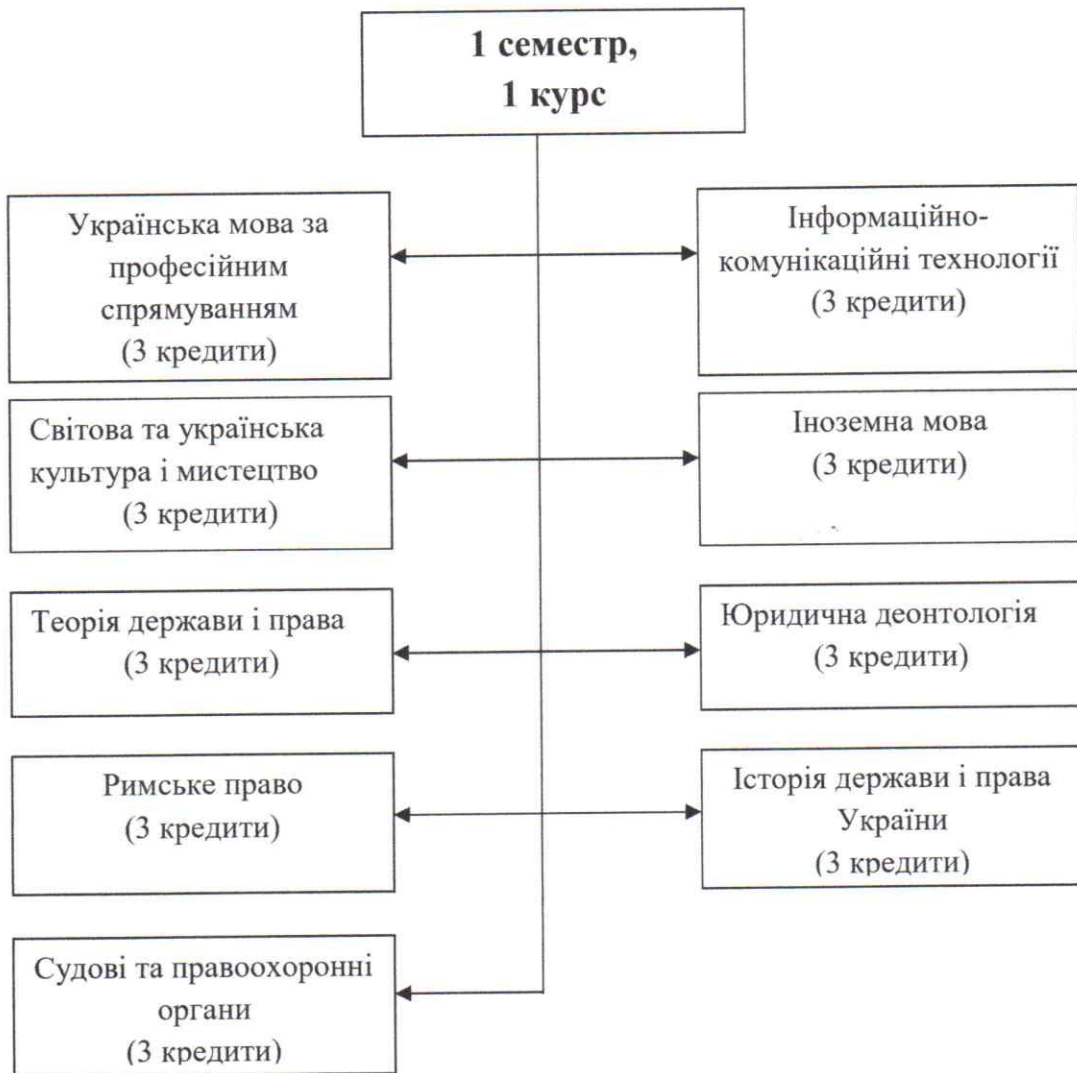 1 семестр,
1 курс
Українська мова за
професійним
спрямуванням
(3 кредити)
Інформаційно-
комунікаційні технології
(3 кредити)
Світова та українська
культура і мистецтво
(3 кредити)
Іноземна мова
(3 кредити)
Теорія держави і права
(3 кредити)
Юридична деонтологія
(3 кредити)
Римське право
(3 кредити)
Історія держави і права
України
(3 кредити)
Судові та правоохоронні
органи
(3 кредити)